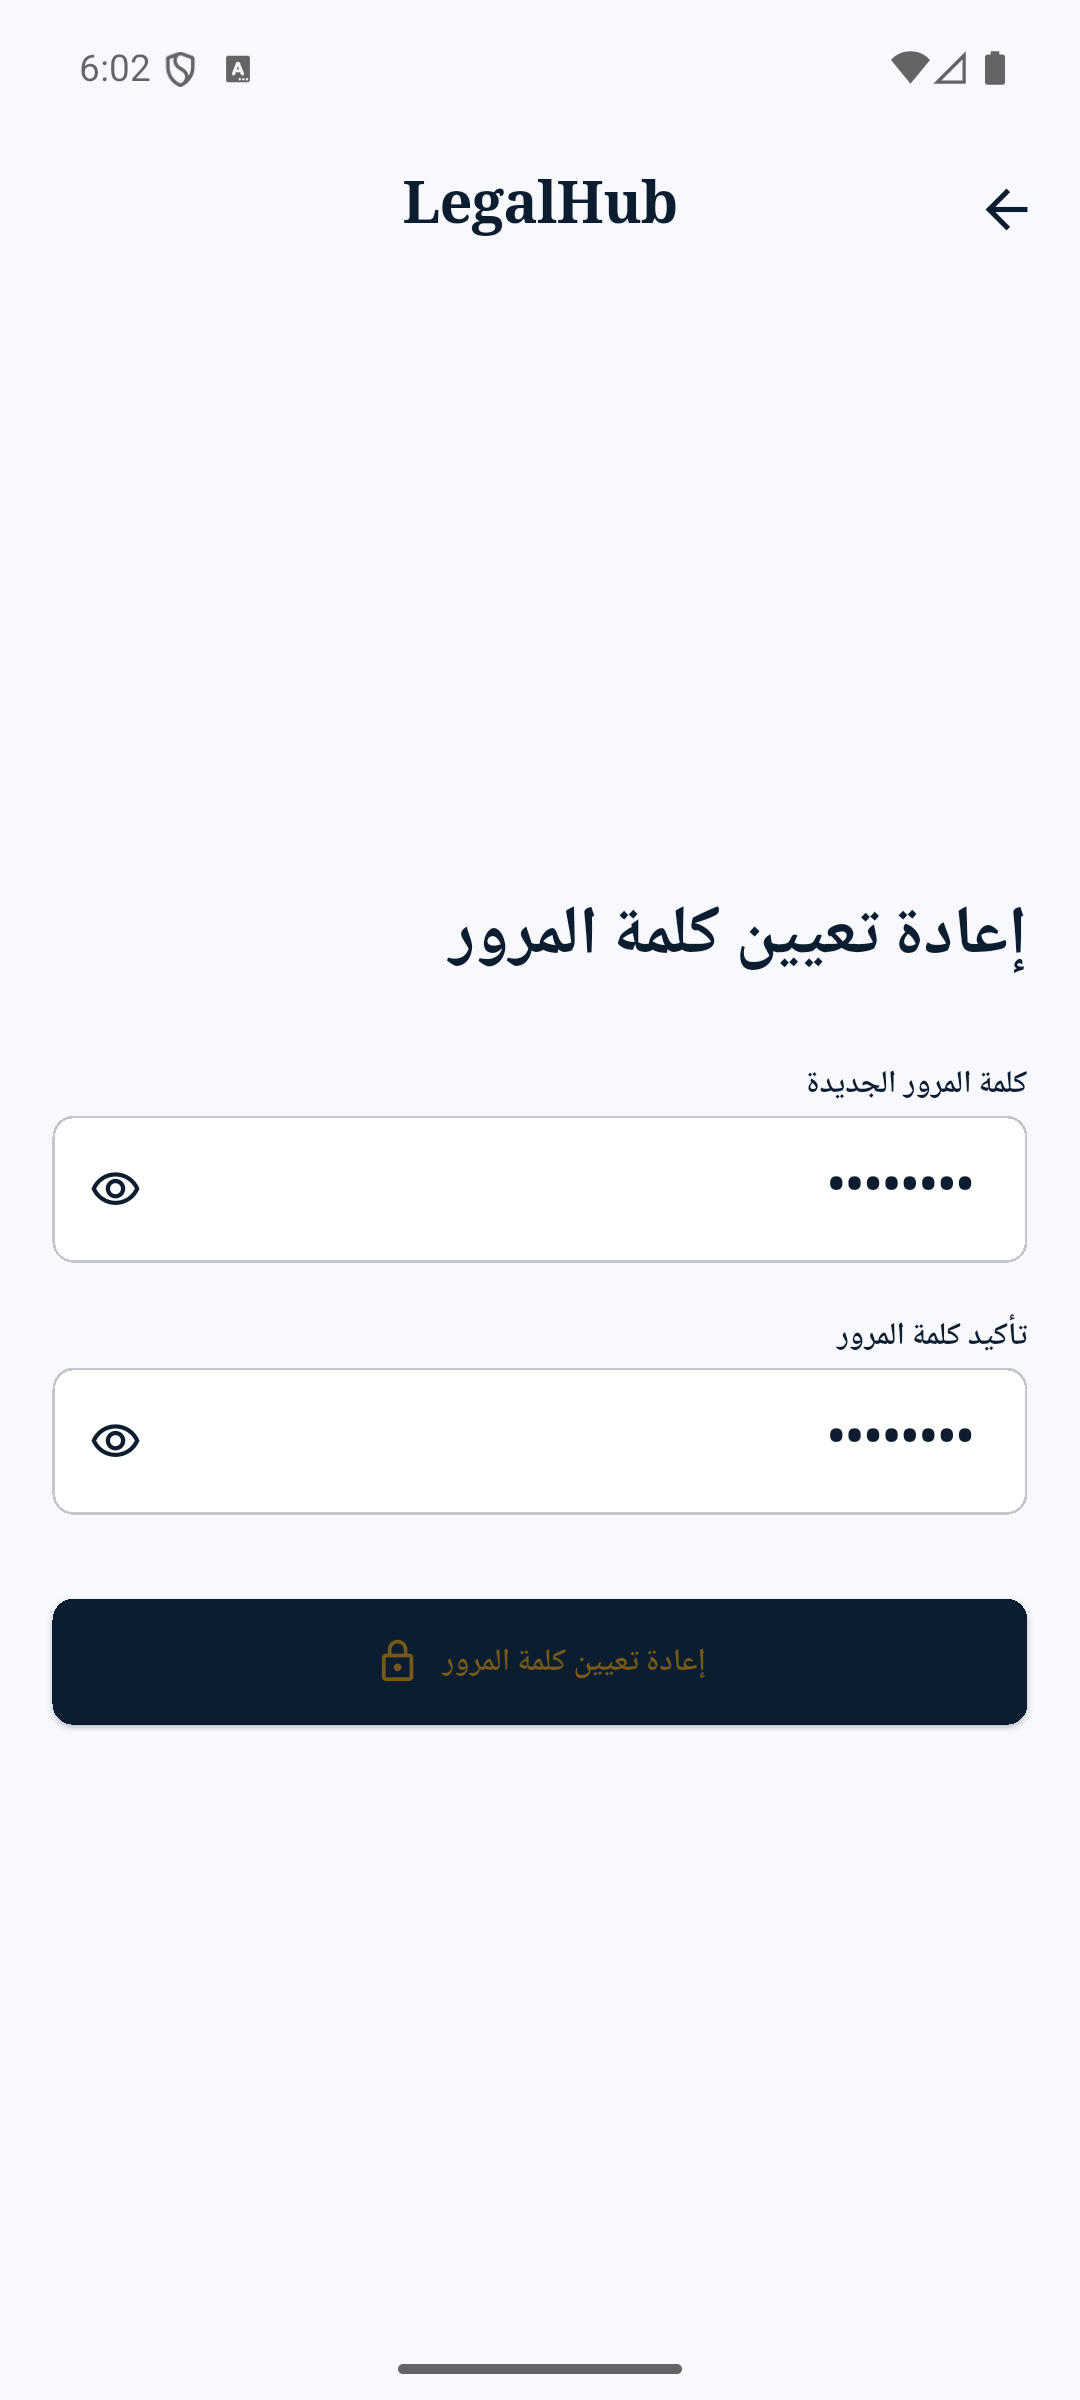 6:02
LegalHub
إعادة تعيين كلمة المرور
كلمة المرور الجديدة
••••••••
تأكيد كلمة المرور
••••••••
إعادة تعيين كلمة المرور